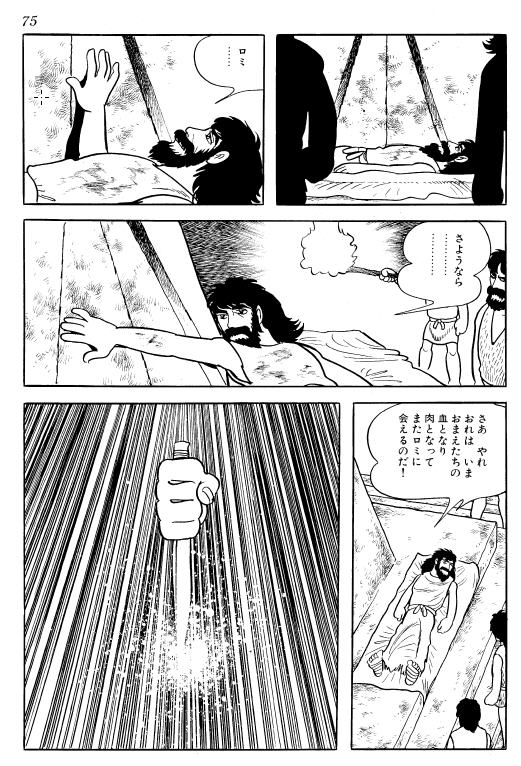 75
ロミ
……
……
さようなら
…………
…………
さあ やれ
おれは いま
おまえたちの
血となり
肉となって
またロミに
会えるのだ！